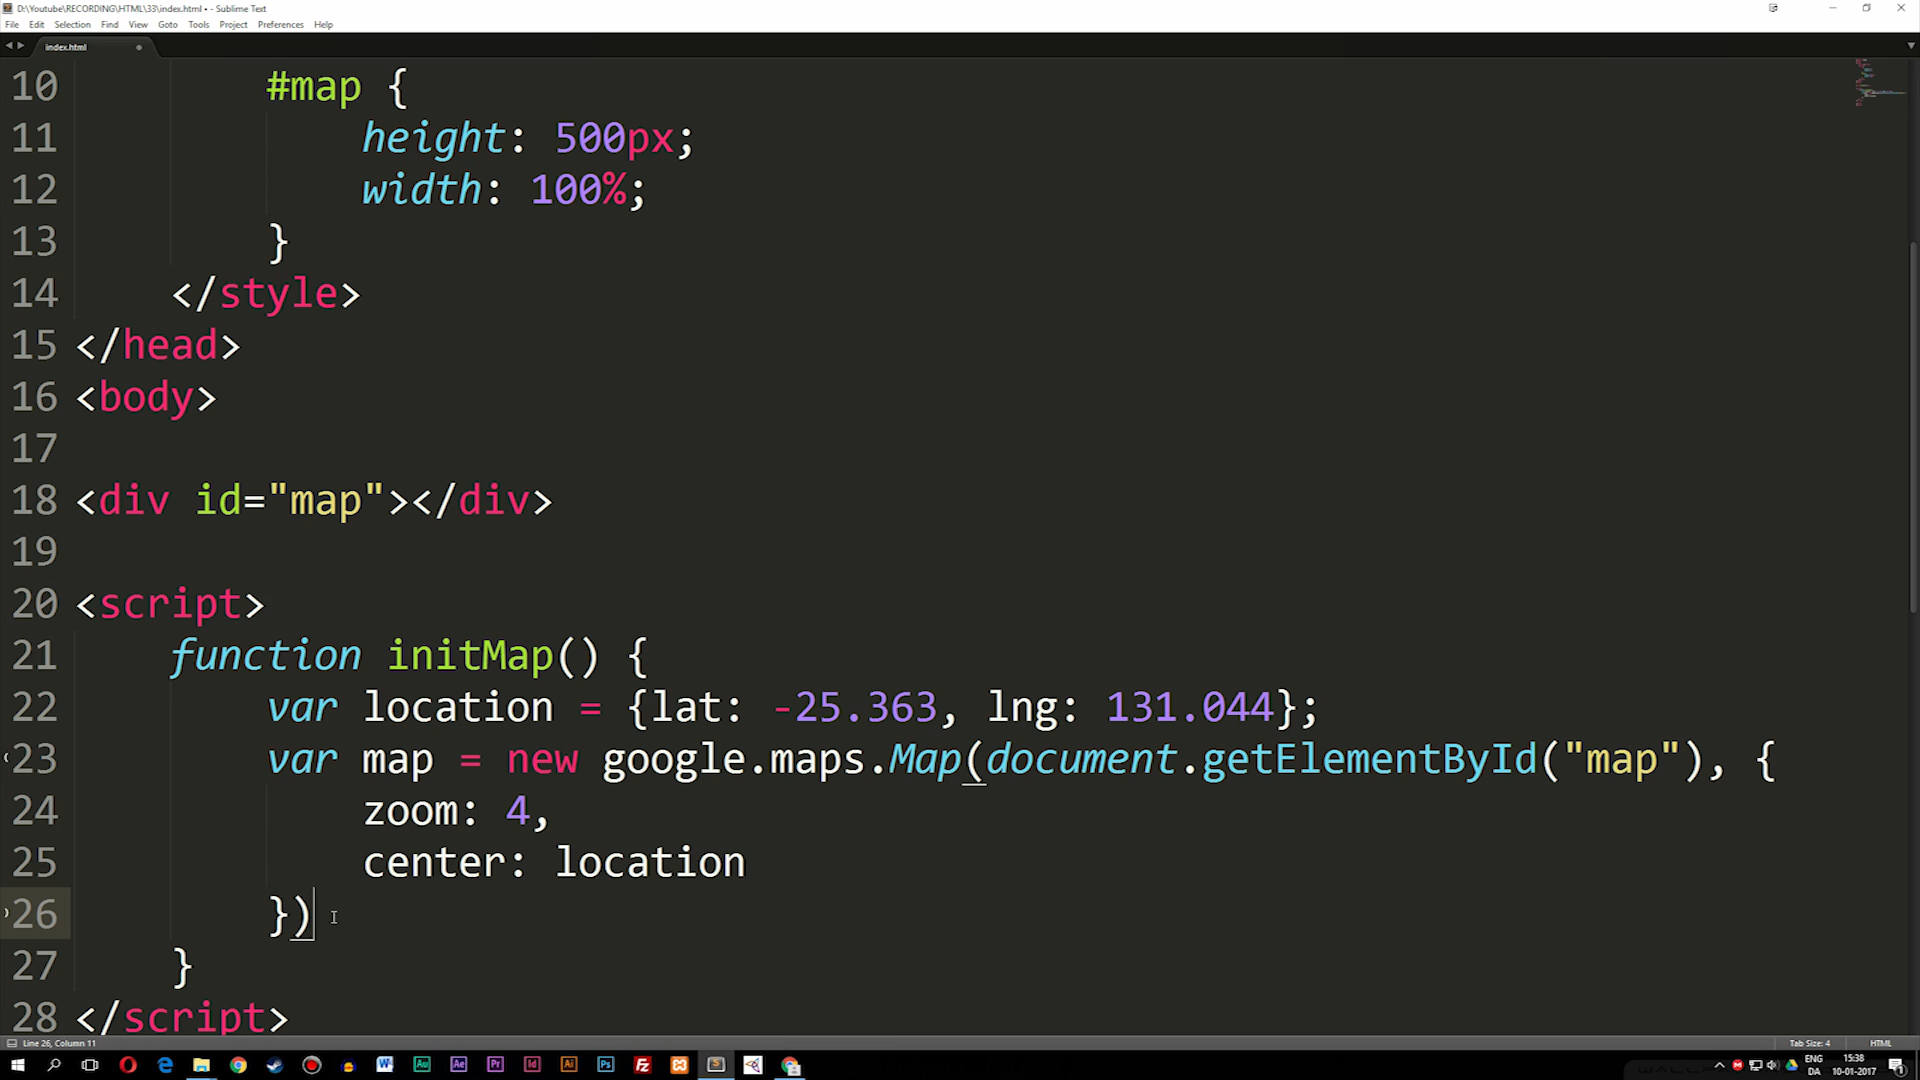 D:\Youtube\RECORDING\HTML\33\index.html • - Sublime Text
File Edit Selection Find View Goto Tools Project Preferences Help
index.html
10 #map {
11 height: 500px;
12 width: 100%;
13 }
14 </style>
15 </head>
16 <body>
17
18 <div id="map"></div>
19
20 <script>
21 function initMap() {
22 var location = {lat: -25.363, lng: 131.044};
23 var map = new google.maps.Map(document.getElementById("map"), {
24 zoom: 4,
25 center: location
26 })
27 }
28 </script>
Line 26, Column 11 Tab Size: 4 HTML
ENG 15:38
DA 10-01-2017